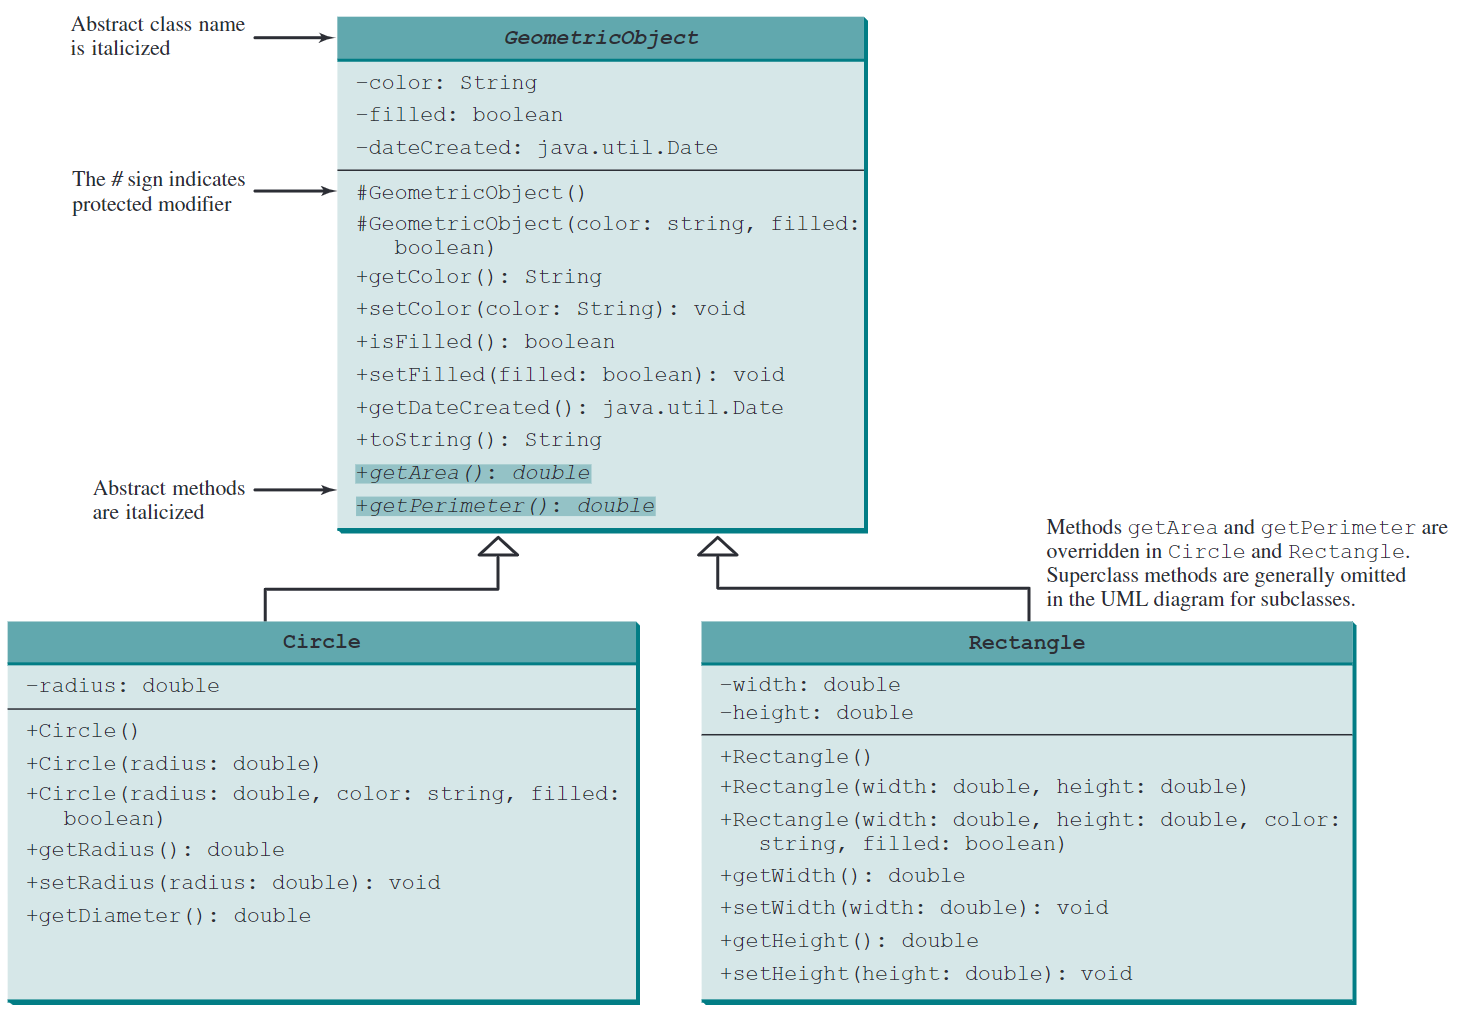 Abstract class name
is italicized
GeometricObject
-color: String
-filled: boolean
-dateCreated: java.util.Date
The # sign indicates
protected modifier
#GeometricObject()
#GeometricObject(color: string, filled:
boolean)
+getColor(): String
+setColor(color: String): void
+isFilled(): boolean
+setFilled(filled: boolean): void
+getDateCreated(): java.util.Date
+toString(): String
+getArea(): double
Abstract methods
are italicized
+getPerimeter(): double
Methods getArea and getPerimeter are
overridden in Circle and Rectangle.
Superclass methods are generally omitted
in the UML diagram for subclasses.
Circle
-radius: double
+Circle()
+Circle(radius: double)
+Circle(radius: double, color: string, filled:
boolean)
+getRadius(): double
+setRadius(radius: double): void
+getDiameter(): double
Rectangle
-width: double
-height: double
+Rectangle()
+Rectangle(width: double, height: double)
+Rectangle(width: double, height: double, color:
string, filled: boolean)
+getWidth(): double
+setWidth(width: double): void
+getHeight(): double
+setHeight(height: double): void